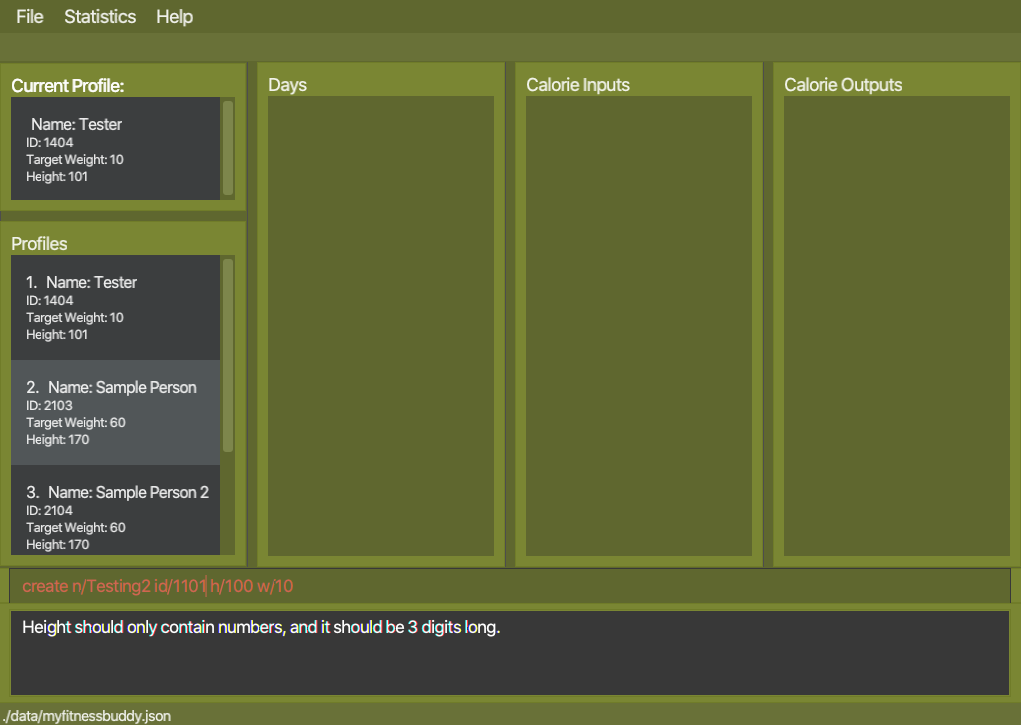 File Statistics Help
Current Profile:
Name: Tester
ID: 1404
Target Weight: 10
Height: 101
Profiles
1. Name: Tester
ID: 1404
Target Weight: 10
Height: 101
2. Name: Sample Person
ID: 2103
Target Weight: 60
Height: 170
3. Name: Sample Person 2
ID: 2104
Target Weight: 60
Height: 170
Days
Calorie Inputs
Calorie Outputs
create n/Testing2 id/1101 h/100 w/10
Height should only contain numbers, and it should be 3 digits long.
./data/myfitnessbuddy.json